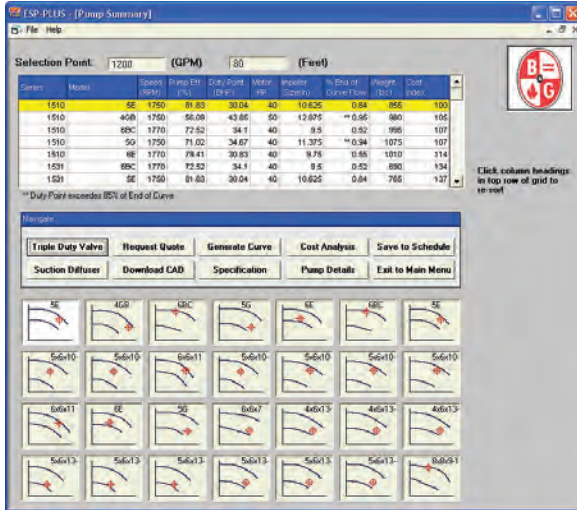 ESP-PLUS - [Pump Summary]
File Help
Selection Point: 1200 (GPM) 80 (Feet)
Series Model Speed (RPM) Pump Eff (%) Duty Point (BHP) Motor HP Impeller Size(in) % End of Curve Flow Weight (lbs) Cost Index
1510 5E 1750 81.83 30.04 40 10.625 0.84 855 100
1510 4GB 1750 56.09 43.86 50 12.875 ** 0.95 980 105
1510 6BC 1770 72.52 34.1 40 9.5 0.52 995 107
1510 5G 1750 71.02 34.67 40 11.375 ** 0.94 1075 107
1510 6E 1770 78.41 30.83 40 9.75 0.55 1010 114
1531 6BC 1770 72.52 34.1 40 9.5 0.52 890 134
1531 5E 1750 81.83 30.04 40 10.625 0.84 765 137
** Duty Point exceeds 85% of End of Curve
B G
Click column headings
in top row of grid to
re-sort
Navigate
Triple Duty Valve Request Quote Generate Curve Cost Analysis Save to Schedule
Suction Diffuser Download CAD Specification Pump Details Exit to Main Menu
5E 4GB 6BC 5G 6E 6BC 5E
5x6x10 5x6x10 6x6x11 5x6x10 5x6x10 5x6x10 5x6x10
6x6x11 6E 5G 6x6x7 4x6x13 4x6x13 4x6x13
5x6x13 5x6x13 5x6x13 5x6x13 5x6x13 5x6x13 8x8x9-1